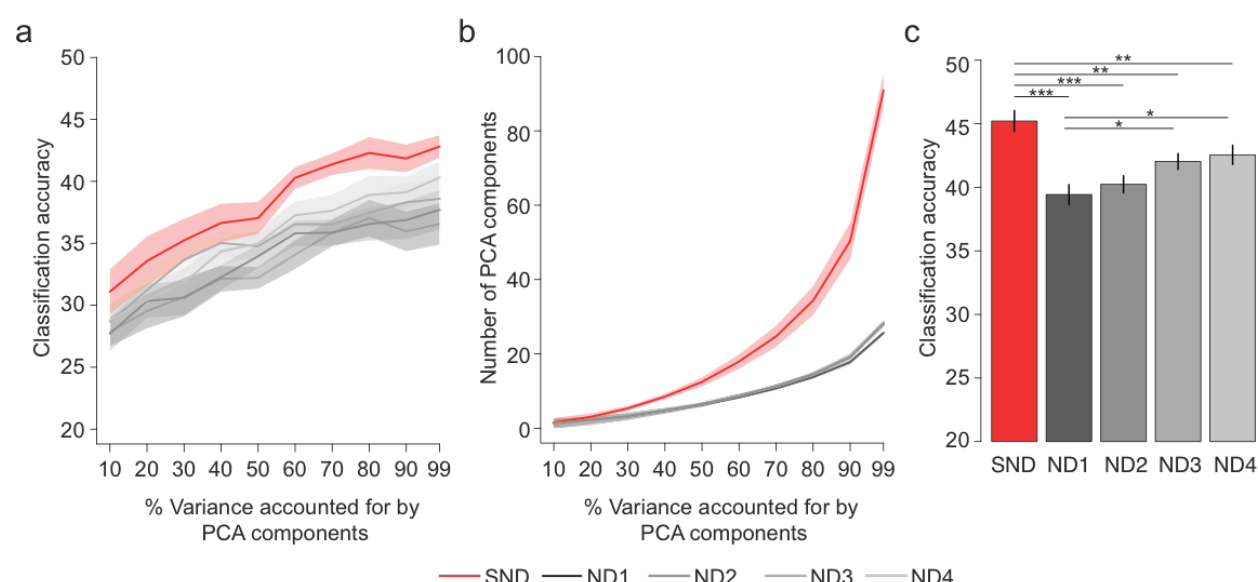 a
50
45
40
35
30
25
20
Classification accuracy
10 20 30 40 50 60 70 80 90 99
% Variance accounted for by
PCA components
b
100
80
60
40
20
0
Number of PCA components
10 20 30 40 50 60 70 80 90 99
% Variance accounted for by
PCA components
c
50
45
40
35
30
25
20
Classification accuracy
**
**
***
***
*
*
SND ND1 ND2 ND3 ND4
SND ND1 ND2 ND3 ND4